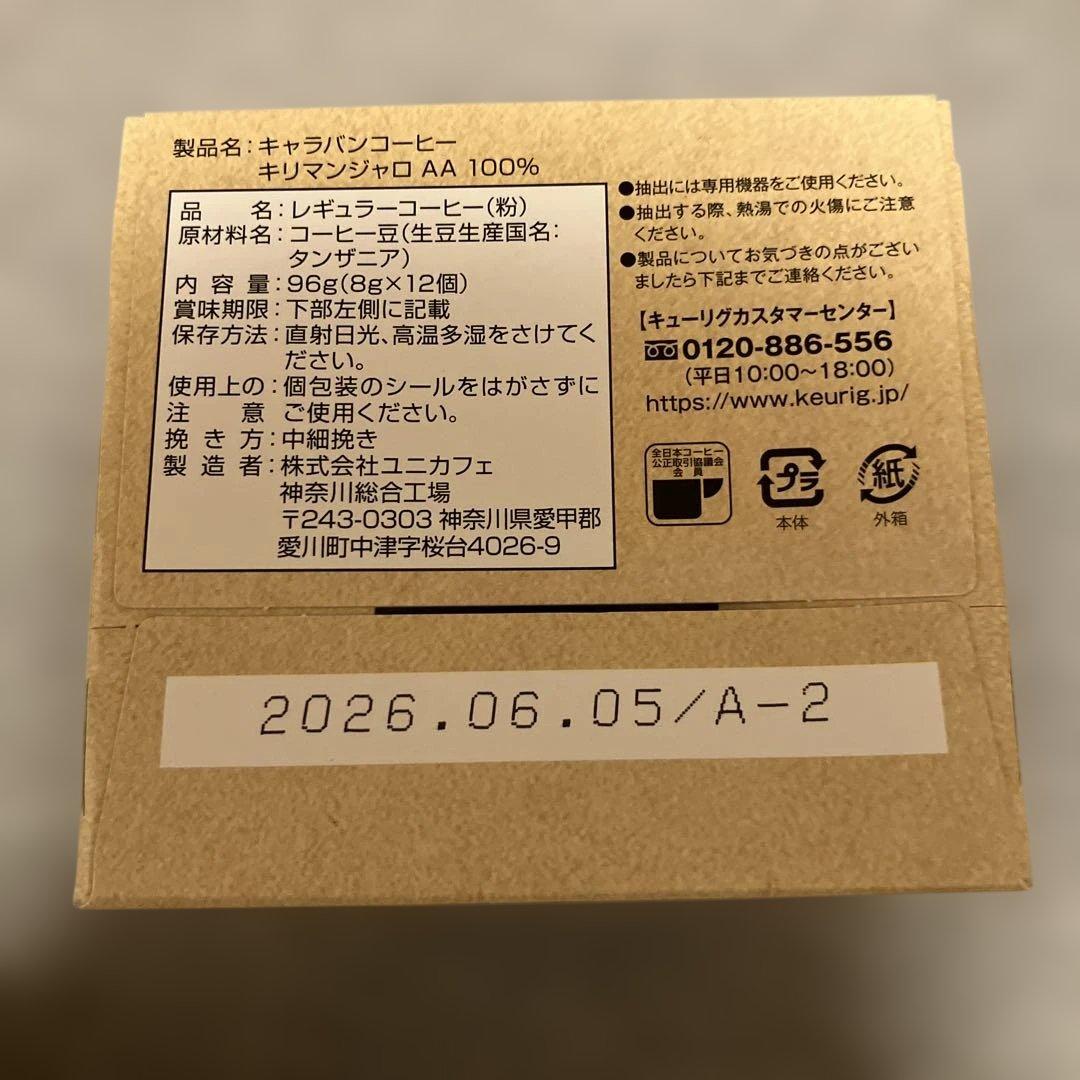 製品名：キャラバンコーヒー
キリマンジャロ AA 100%
品名：レギュラーコーヒー（粉）
原材料名：コーヒー豆（生豆生産国名：
タンザニア）
内容量：96g(8g×12個)
賞味期限：下部左側に記載
保存方法：直射日光、高温多湿をさけてく
ださい。
使用上の：個包装のシールをはがさずに
注意 ご使用ください。
挽き方：中細挽き
製造者：株式会社ユニカフェ
神奈川総合工場
〒243-0303 神奈川県愛甲郡
愛川町中津字桜台4026-9
●抽出には専用機器をご使用ください。
●抽出する際、熱湯での火傷にご注意
ください。
●製品についてお気づきの点がござい
ましたら下記までご連絡ください。
【キューリグカスタマーセンター】
0120-886-556
（平日10:00～18:00）
https://www.keurig.jp/
全日本コーヒー
公正取引協議会
会員
プラ
本体
紙
外箱
2026.06.05/A-2